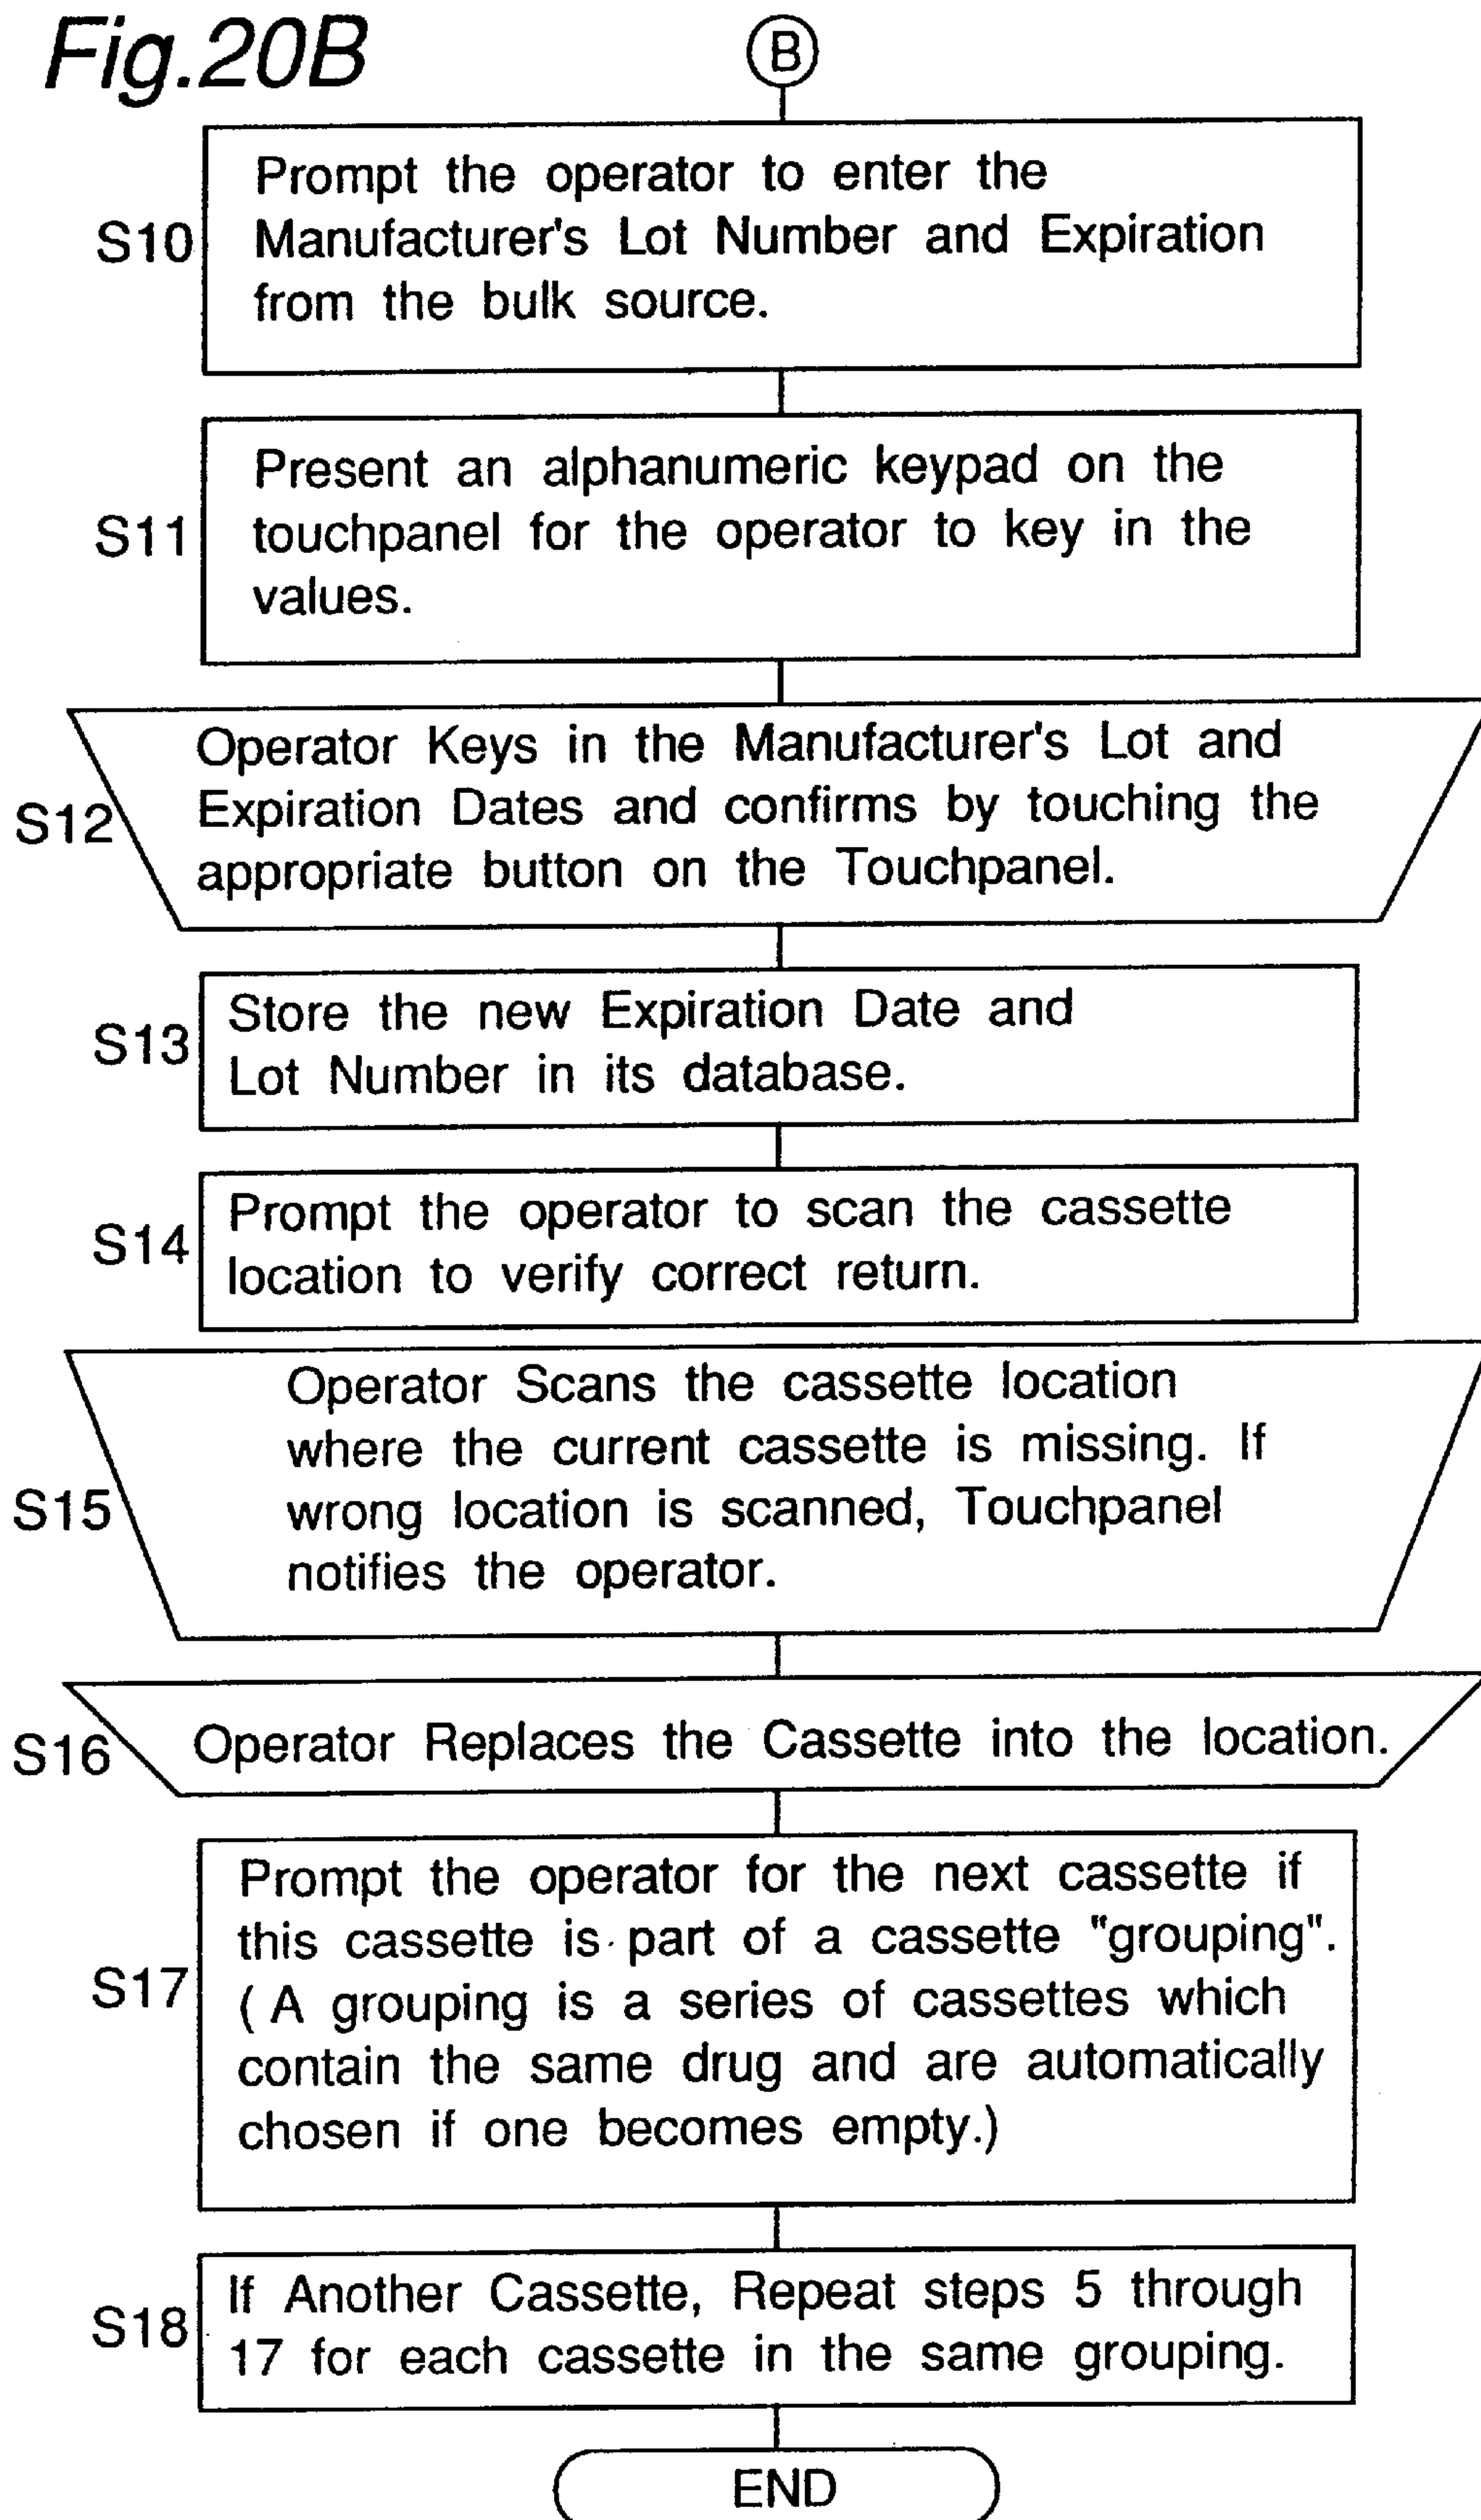 Fig.20B
B
S10
Prompt the operator to enter the
Manufacturer's Lot Number and Expiration
from the bulk source.
S11
Present an alphanumeric keypad on the
touchpanel for the operator to key in the
values.
S12
Operator Keys in the Manufacturer's Lot and
Expiration Dates and confirms by touching the
appropriate button on the Touchpanel.
S13
Store the new Expiration Date and
Lot Number in its database.
S14
Prompt the operator to scan the cassette
location to verify correct return.
S15
Operator Scans the cassette location
where the current cassette is missing. If
wrong location is scanned, Touchpanel
notifies the operator.
S16
Operator Replaces the Cassette into the location.
S17
Prompt the operator for the next cassette if
this cassette is part of a cassette "grouping".
( A grouping is a series of cassettes which
contain the same drug and are automatically
chosen if one becomes empty.)
S18
If Another Cassette, Repeat steps 5 through
17 for each cassette in the same grouping.
END